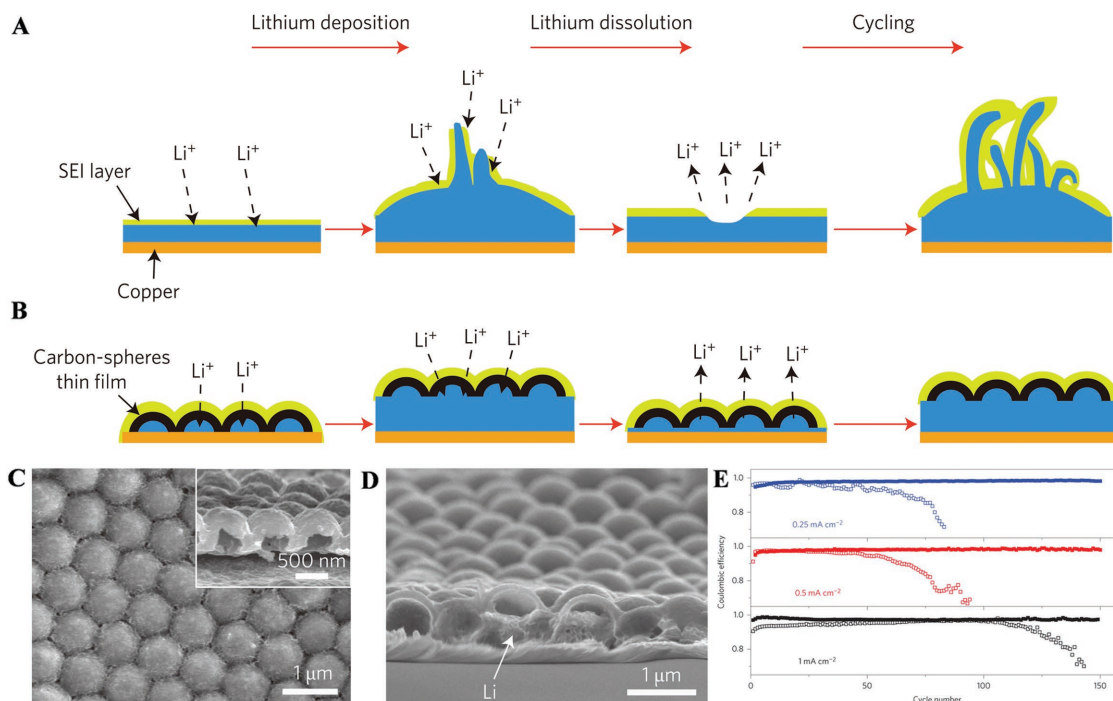 A
Lithium deposition
Lithium dissolution
Cycling
Li+
Li+
Li+
Li+
Li+
Li+
Li+
Li+
SEI layer
Copper
B
Li+
Li+
Li+
Li+
Li+
Li+
Li+
Li+
Carbon-spheres
thin film
C
500 nm
1 μm
D
Li
1 μm
E
Coulombic efficiency
1.0
0.8
0.25 mA cm−2
1.0
0.8
0.5 mA cm−2
1.0
0.8
1 mA cm−2
0
50
100
150
Cycle number